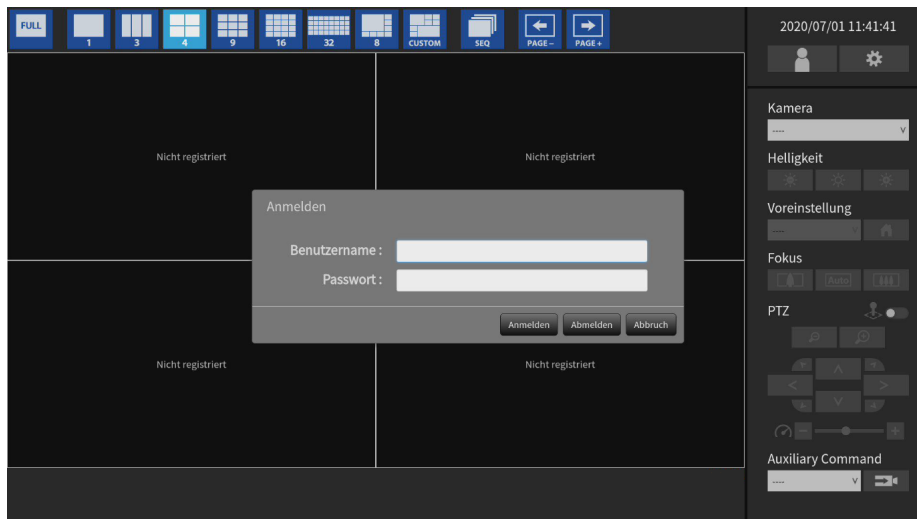 FULL
1
3
4
9
16
32
8
CUSTOM
SEQ
PAGE –
PAGE +
2020/07/01 11:41:41
Nicht registriert
Nicht registriert
Anmelden
Benutzername :
Passwort :
Anmelden
Abmelden
Abbruch
Nicht registriert
Nicht registriert
Kamera
----
Helligkeit
Voreinstellung
----
Fokus
Auto
PTZ
Auxiliary Command
----